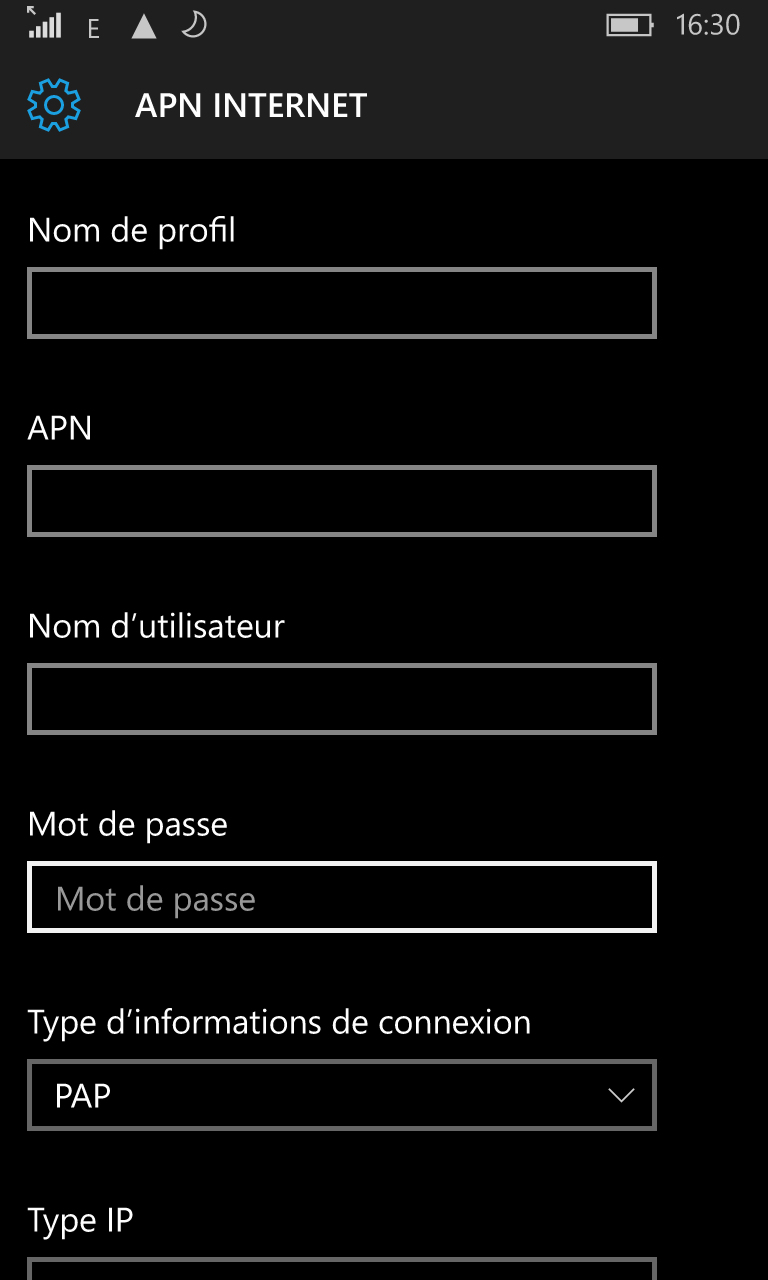 E 16:30
APN INTERNET
Nom de profil
APN
Nom d’utilisateur
Mot de passe
Mot de passe
Type d’informations de connexion
PAP
Type IP